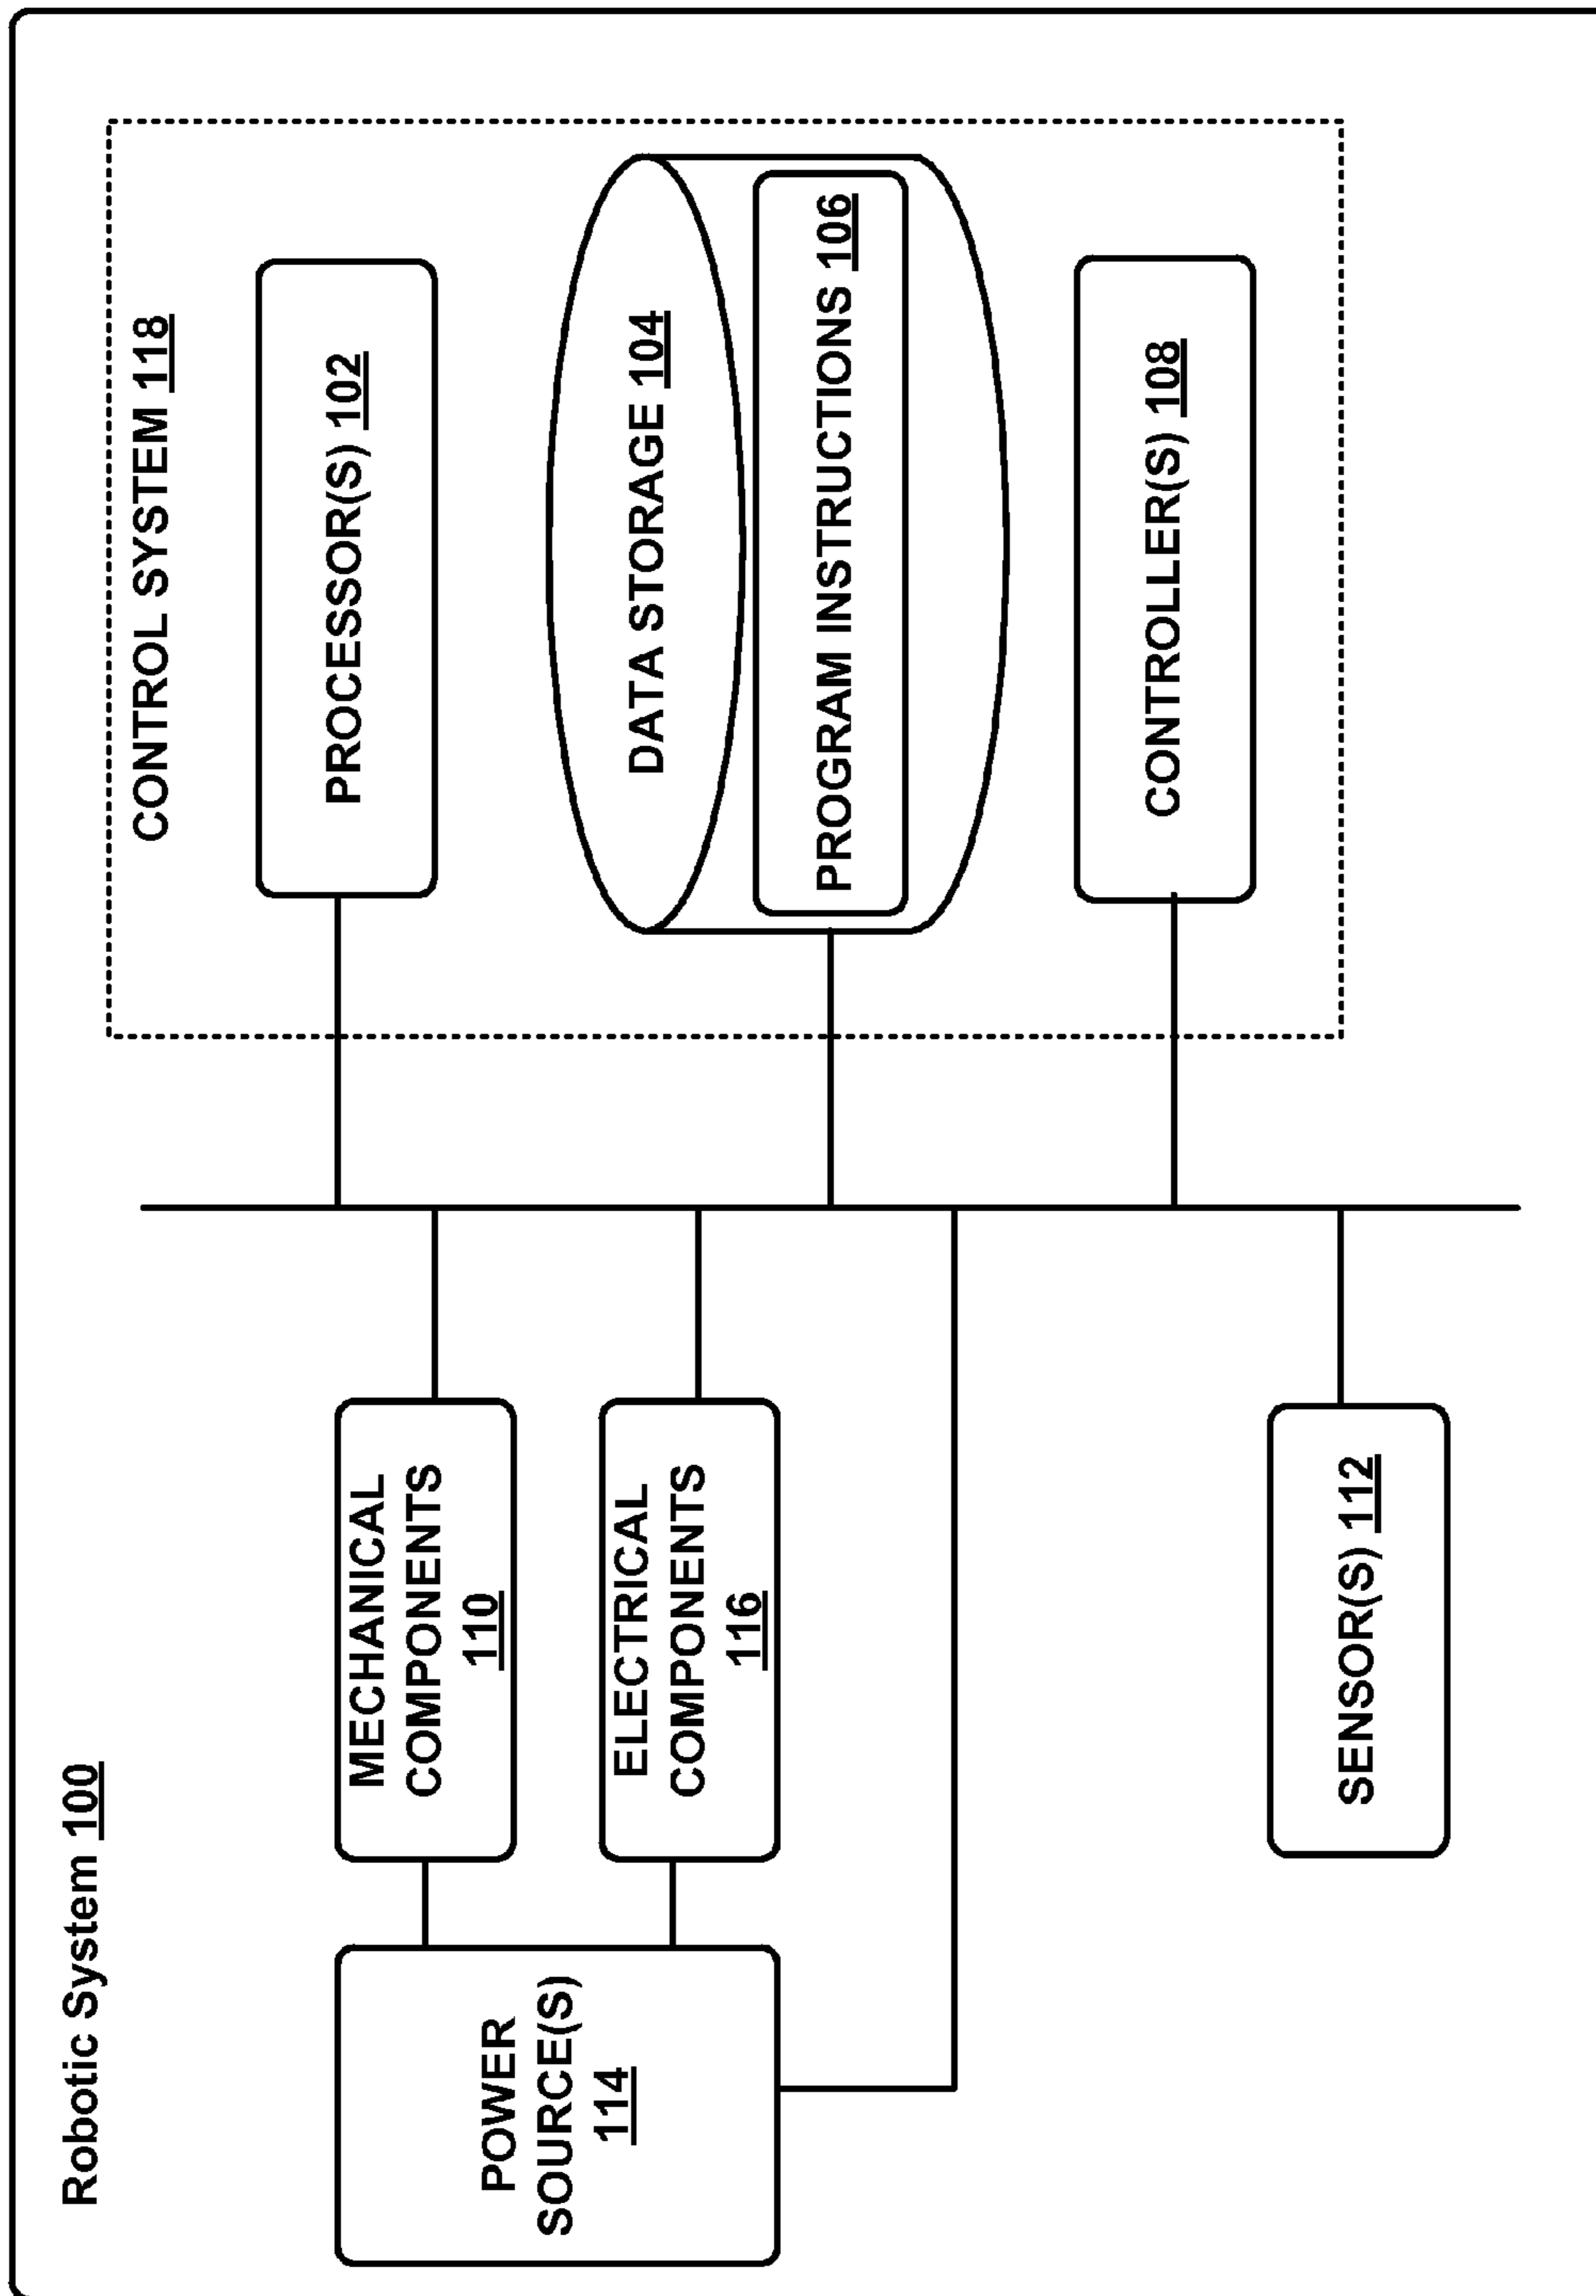 Robotic System 100
CONTROL SYSTEM 118
POWER
SOURCE(S)
114
MECHANICAL
COMPONENTS
110
PROCESSOR(S) 102
ELECTRICAL
COMPONENTS
116
DATA STORAGE 104
PROGRAM INSTRUCTIONS 106
SENSOR(S) 112
CONTROLLER(S) 108